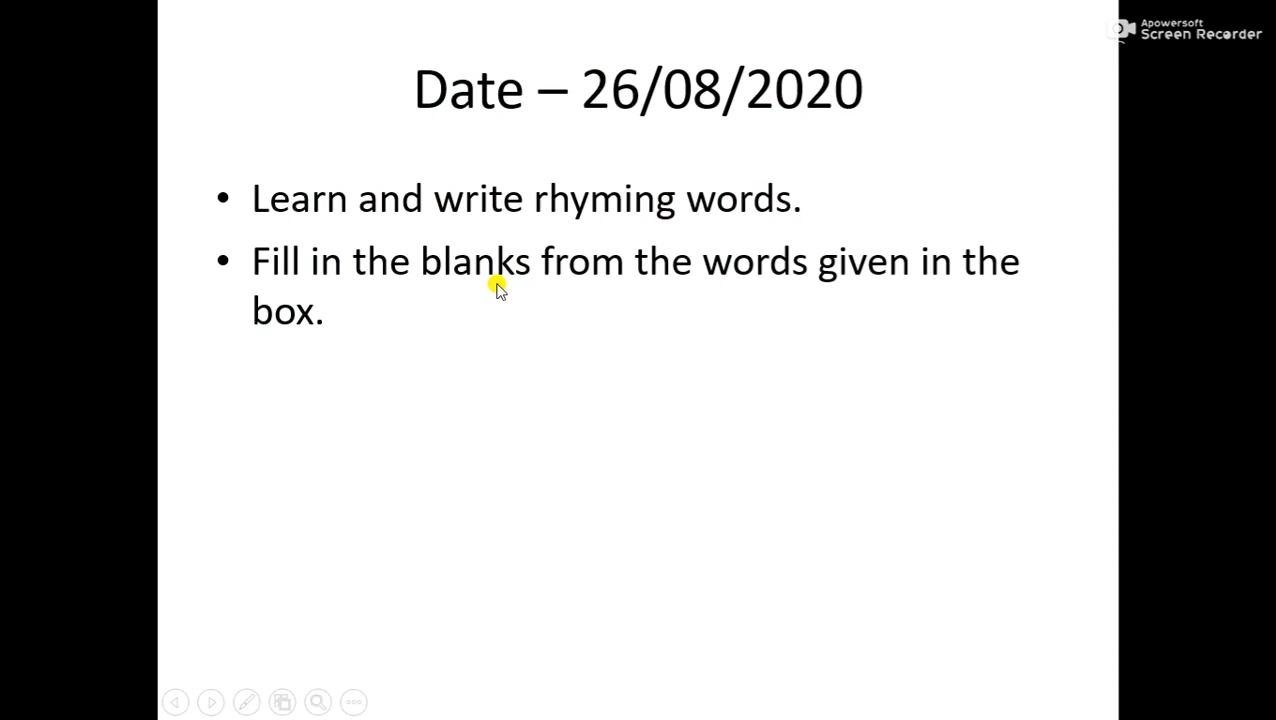 Apowersoft
Screen Recorder
Date – 26/08/2020
• Learn and write rhyming words.
• Fill in the blanks from the words given in the
box.